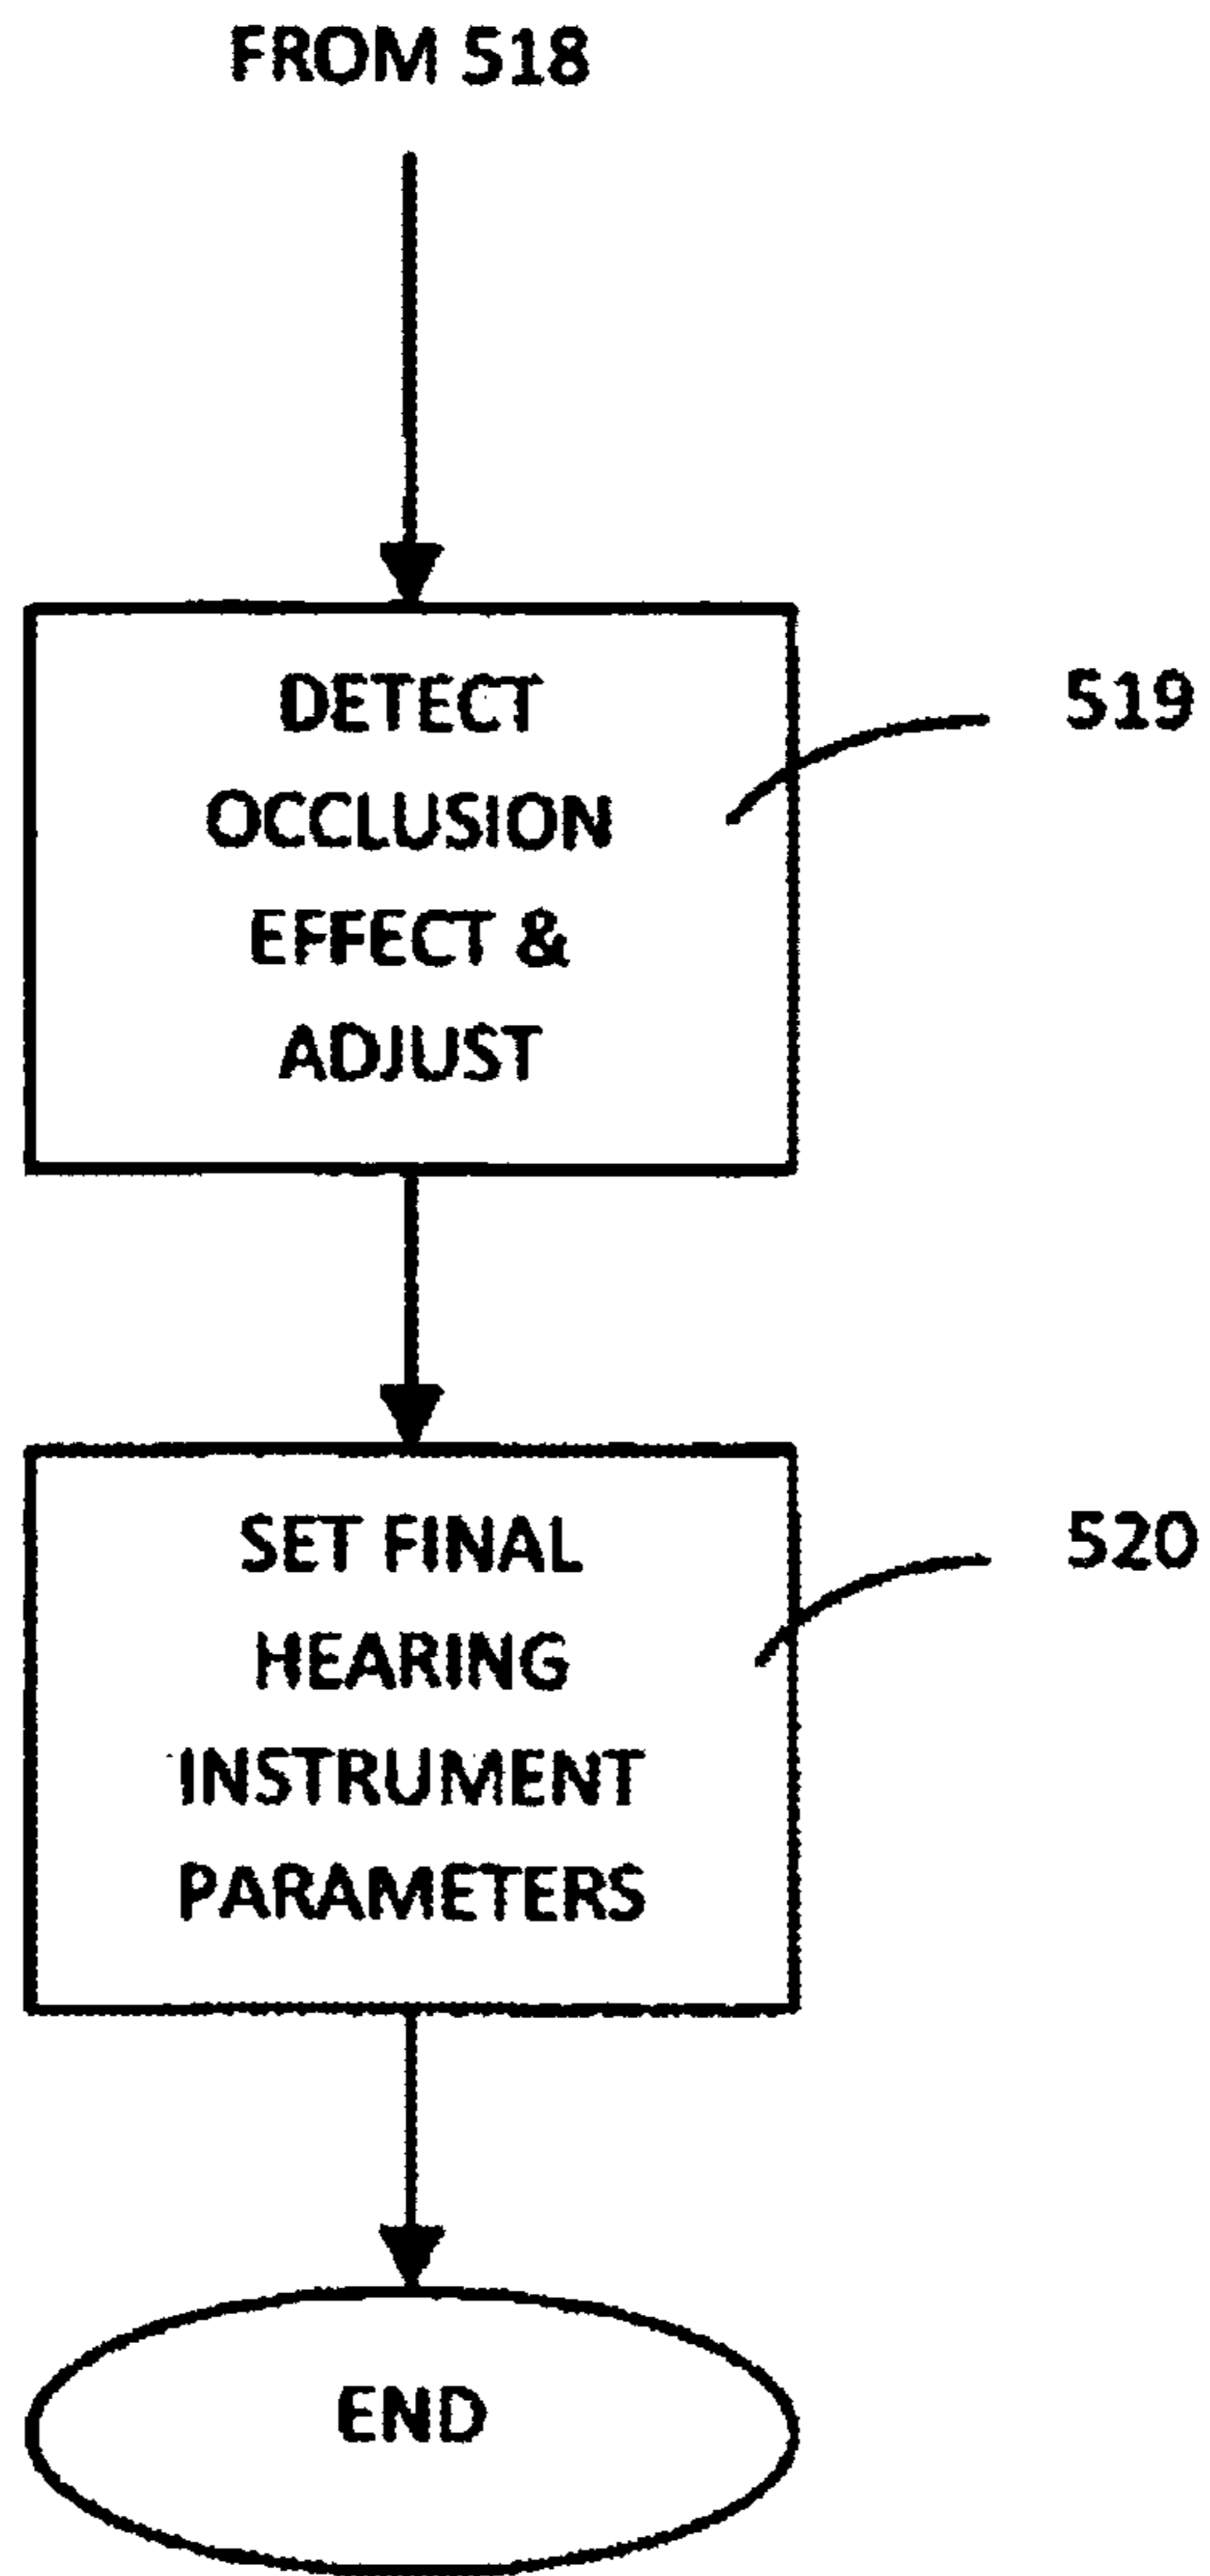 FROM 518
DETECT
519
OCCLUSION
EFFECT &
ADJUST
SET FINAL
520
HEARING
INSTRUMENT
PARAMETERS
END